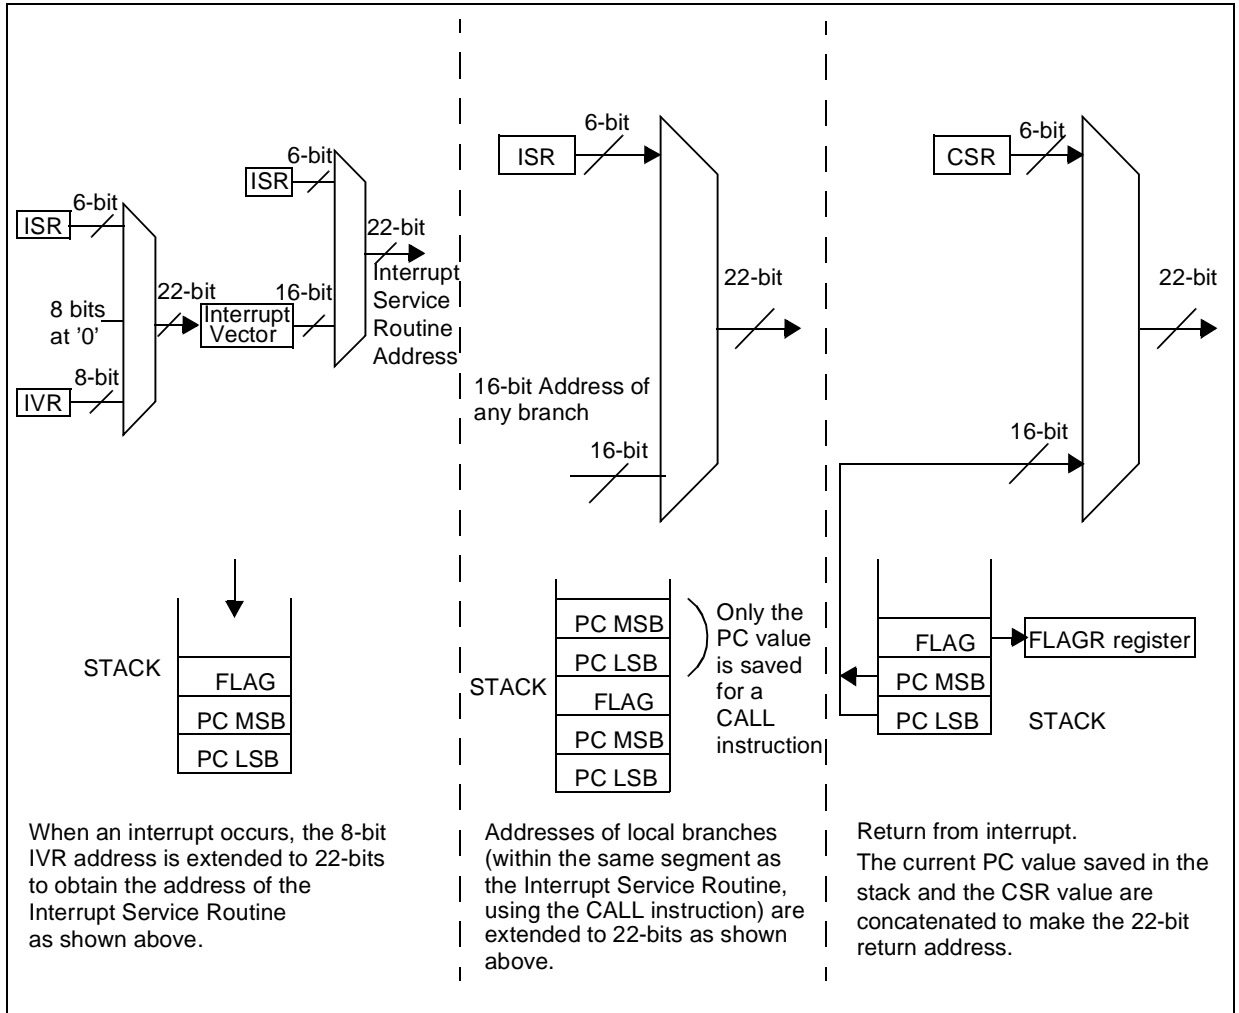 6-bit
ISR
8 bits
at '0'
8-bit
IVR
22-bit
Interrupt
Vector
16-bit
6-bit
ISR
22-bit
Interrupt
Service
Routine
Address
STACK
FLAG
PC MSB
PC LSB
When an interrupt occurs, the 8-bit
IVR address is extended to 22-bits
to obtain the address of the
Interrupt Service Routine
as shown above.
6-bit
ISR
22-bit
16-bit Address of
any branch
16-bit
STACK
PC MSB
PC LSB
FLAG
PC MSB
PC LSB
Only the
PC value
is saved
for a
CALL
instruction
Addresses of local branches
(within the same segment as
the Interrupt Service Routine,
using the CALL instruction) are
extended to 22-bits as shown
above.
6-bit
CSR
22-bit
16-bit
FLAG
PC MSB
PC LSB
FLAGR register
STACK
Return from interrupt.
The current PC value saved in the
stack and the CSR value are
concatenated to make the 22-bit
return address.